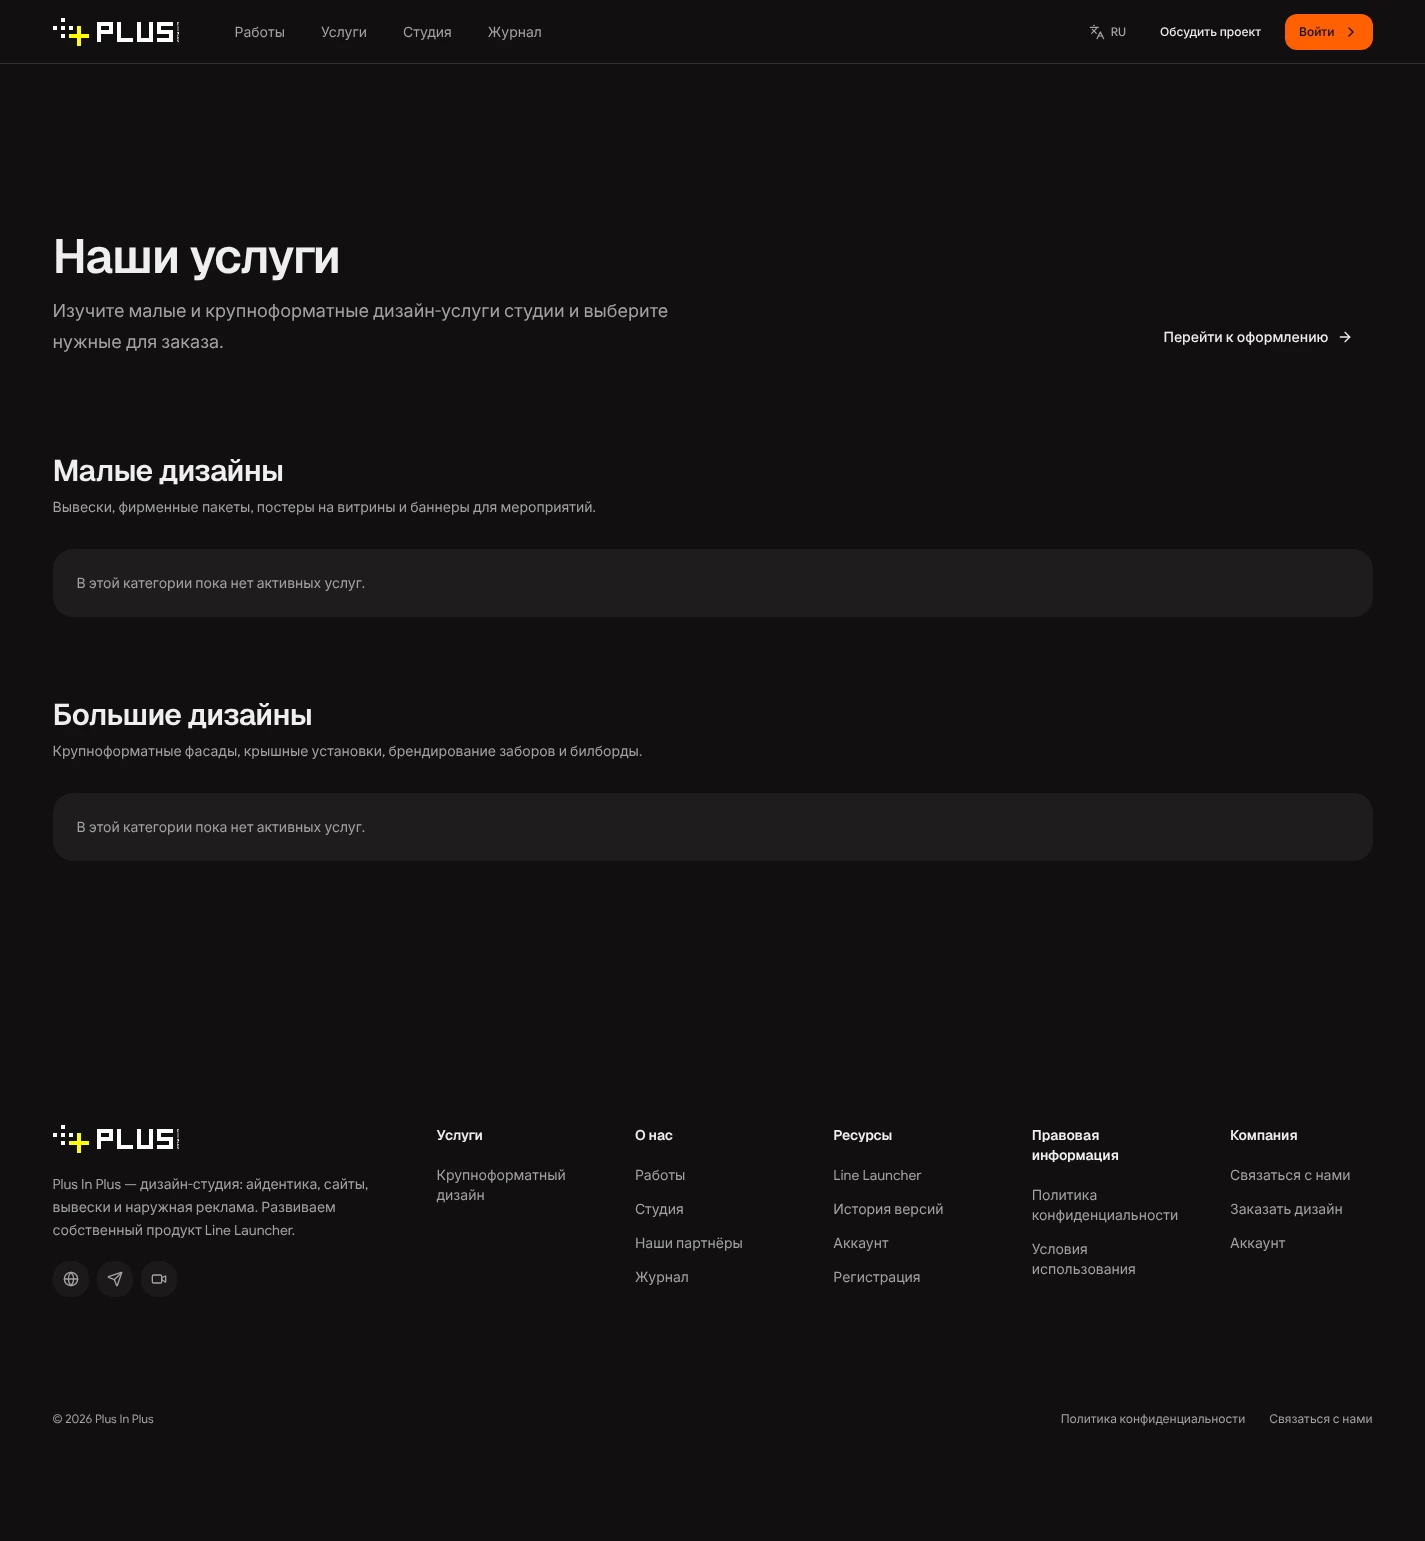 PLUS
Работы
Услуги
Студия
Журнал
RU
Обсудить проект
Войти
Наши услуги
Изучите малые и крупноформатные дизайн-услуги студии и выберите
нужные для заказа.
Перейти к оформлению
Малые дизайны
Вывески, фирменные пакеты, постеры на витрины и баннеры для мероприятий.
В этой категории пока нет активных услуг.
Большие дизайны
Крупноформатные фасады, крышные установки, брендирование заборов и билборды.
В этой категории пока нет активных услуг.
PLUS
Plus In Plus — дизайн-студия: айдентика, сайты,
вывески и наружная реклама. Развиваем
собственный продукт Line Launcher.
Услуги
Крупноформатный
дизайн
О нас
Работы
Студия
Наши партнёры
Журнал
Ресурсы
Line Launcher
История версий
Аккаунт
Регистрация
Правовая
информация
Политика
конфиденциальности
Условия
использования
Компания
Связаться с нами
Заказать дизайн
Аккаунт
© 2026 Plus In Plus
Политика конфиденциальности
Связаться с нами